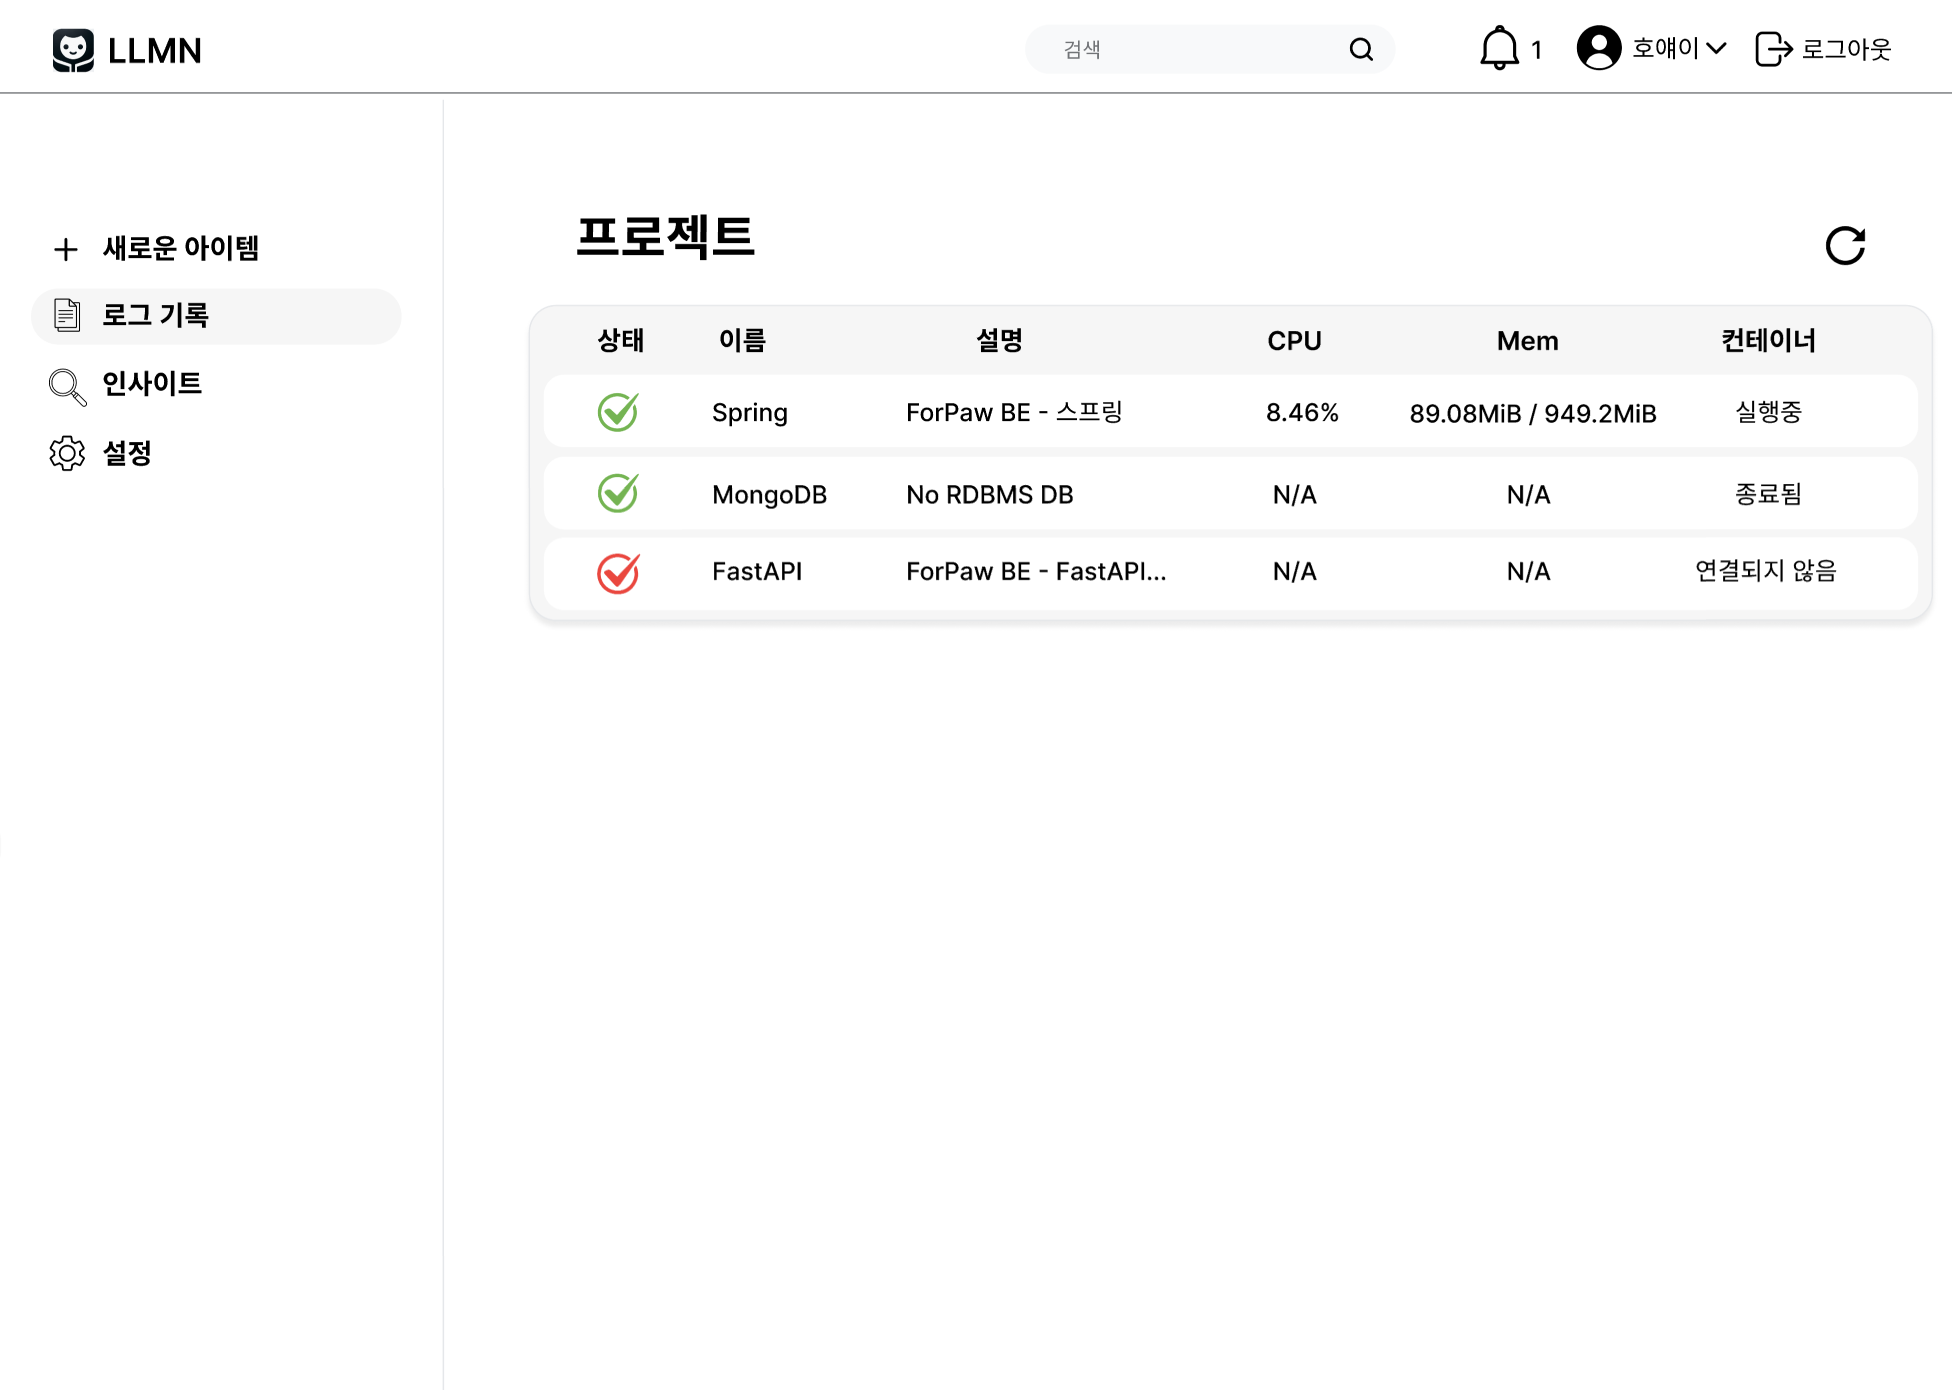 LLMN
검색
1
호얘이
로그아웃
새로운 아이템
로그 기록
인사이트
설정
프로젝트
상태 이름 설명 CPU Mem 컨테이너
Spring ForPaw BE - 스프링 8.46% 89.08MiB / 949.2MiB 실행중
MongoDB No RDBMS DB N/A N/A 종료됨
FastAPI ForPaw BE - FastAPI... N/A N/A 연결되지 않음